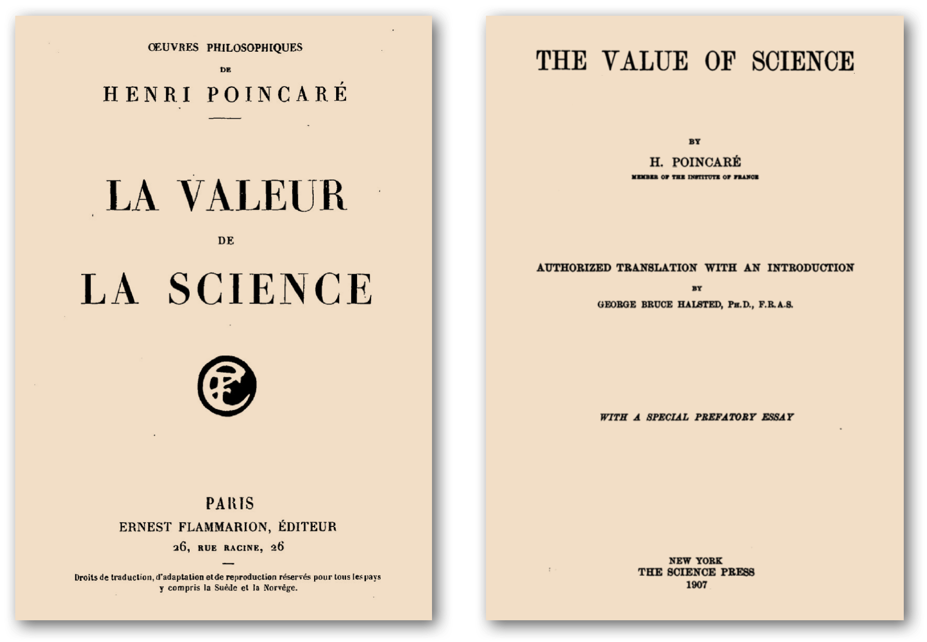 ŒUVRES PHILOSOPHIQUES
DE
HENRI POINCARÉ
LA VALEUR
DE
LA SCIENCE
PARIS
ERNEST FLAMMARION, ÉDITEUR
26, RUE RACINE, 26
Droits de traduction, d'adaptation et de reproduction réservés pour tous les pays
y compris la Suède et la Norvége.
THE VALUE OF SCIENCE
BY
H. POINCARÉ
MEMBER OF THE INSTITUTE OF FRANCE
AUTHORIZED TRANSLATION WITH AN INTRODUCTION
BY
GEORGE BRUCE HALSTED, PH.D., F.R.A.S.
WITH A SPECIAL PREFATORY ESSAY
NEW YORK
THE SCIENCE PRESS
1907